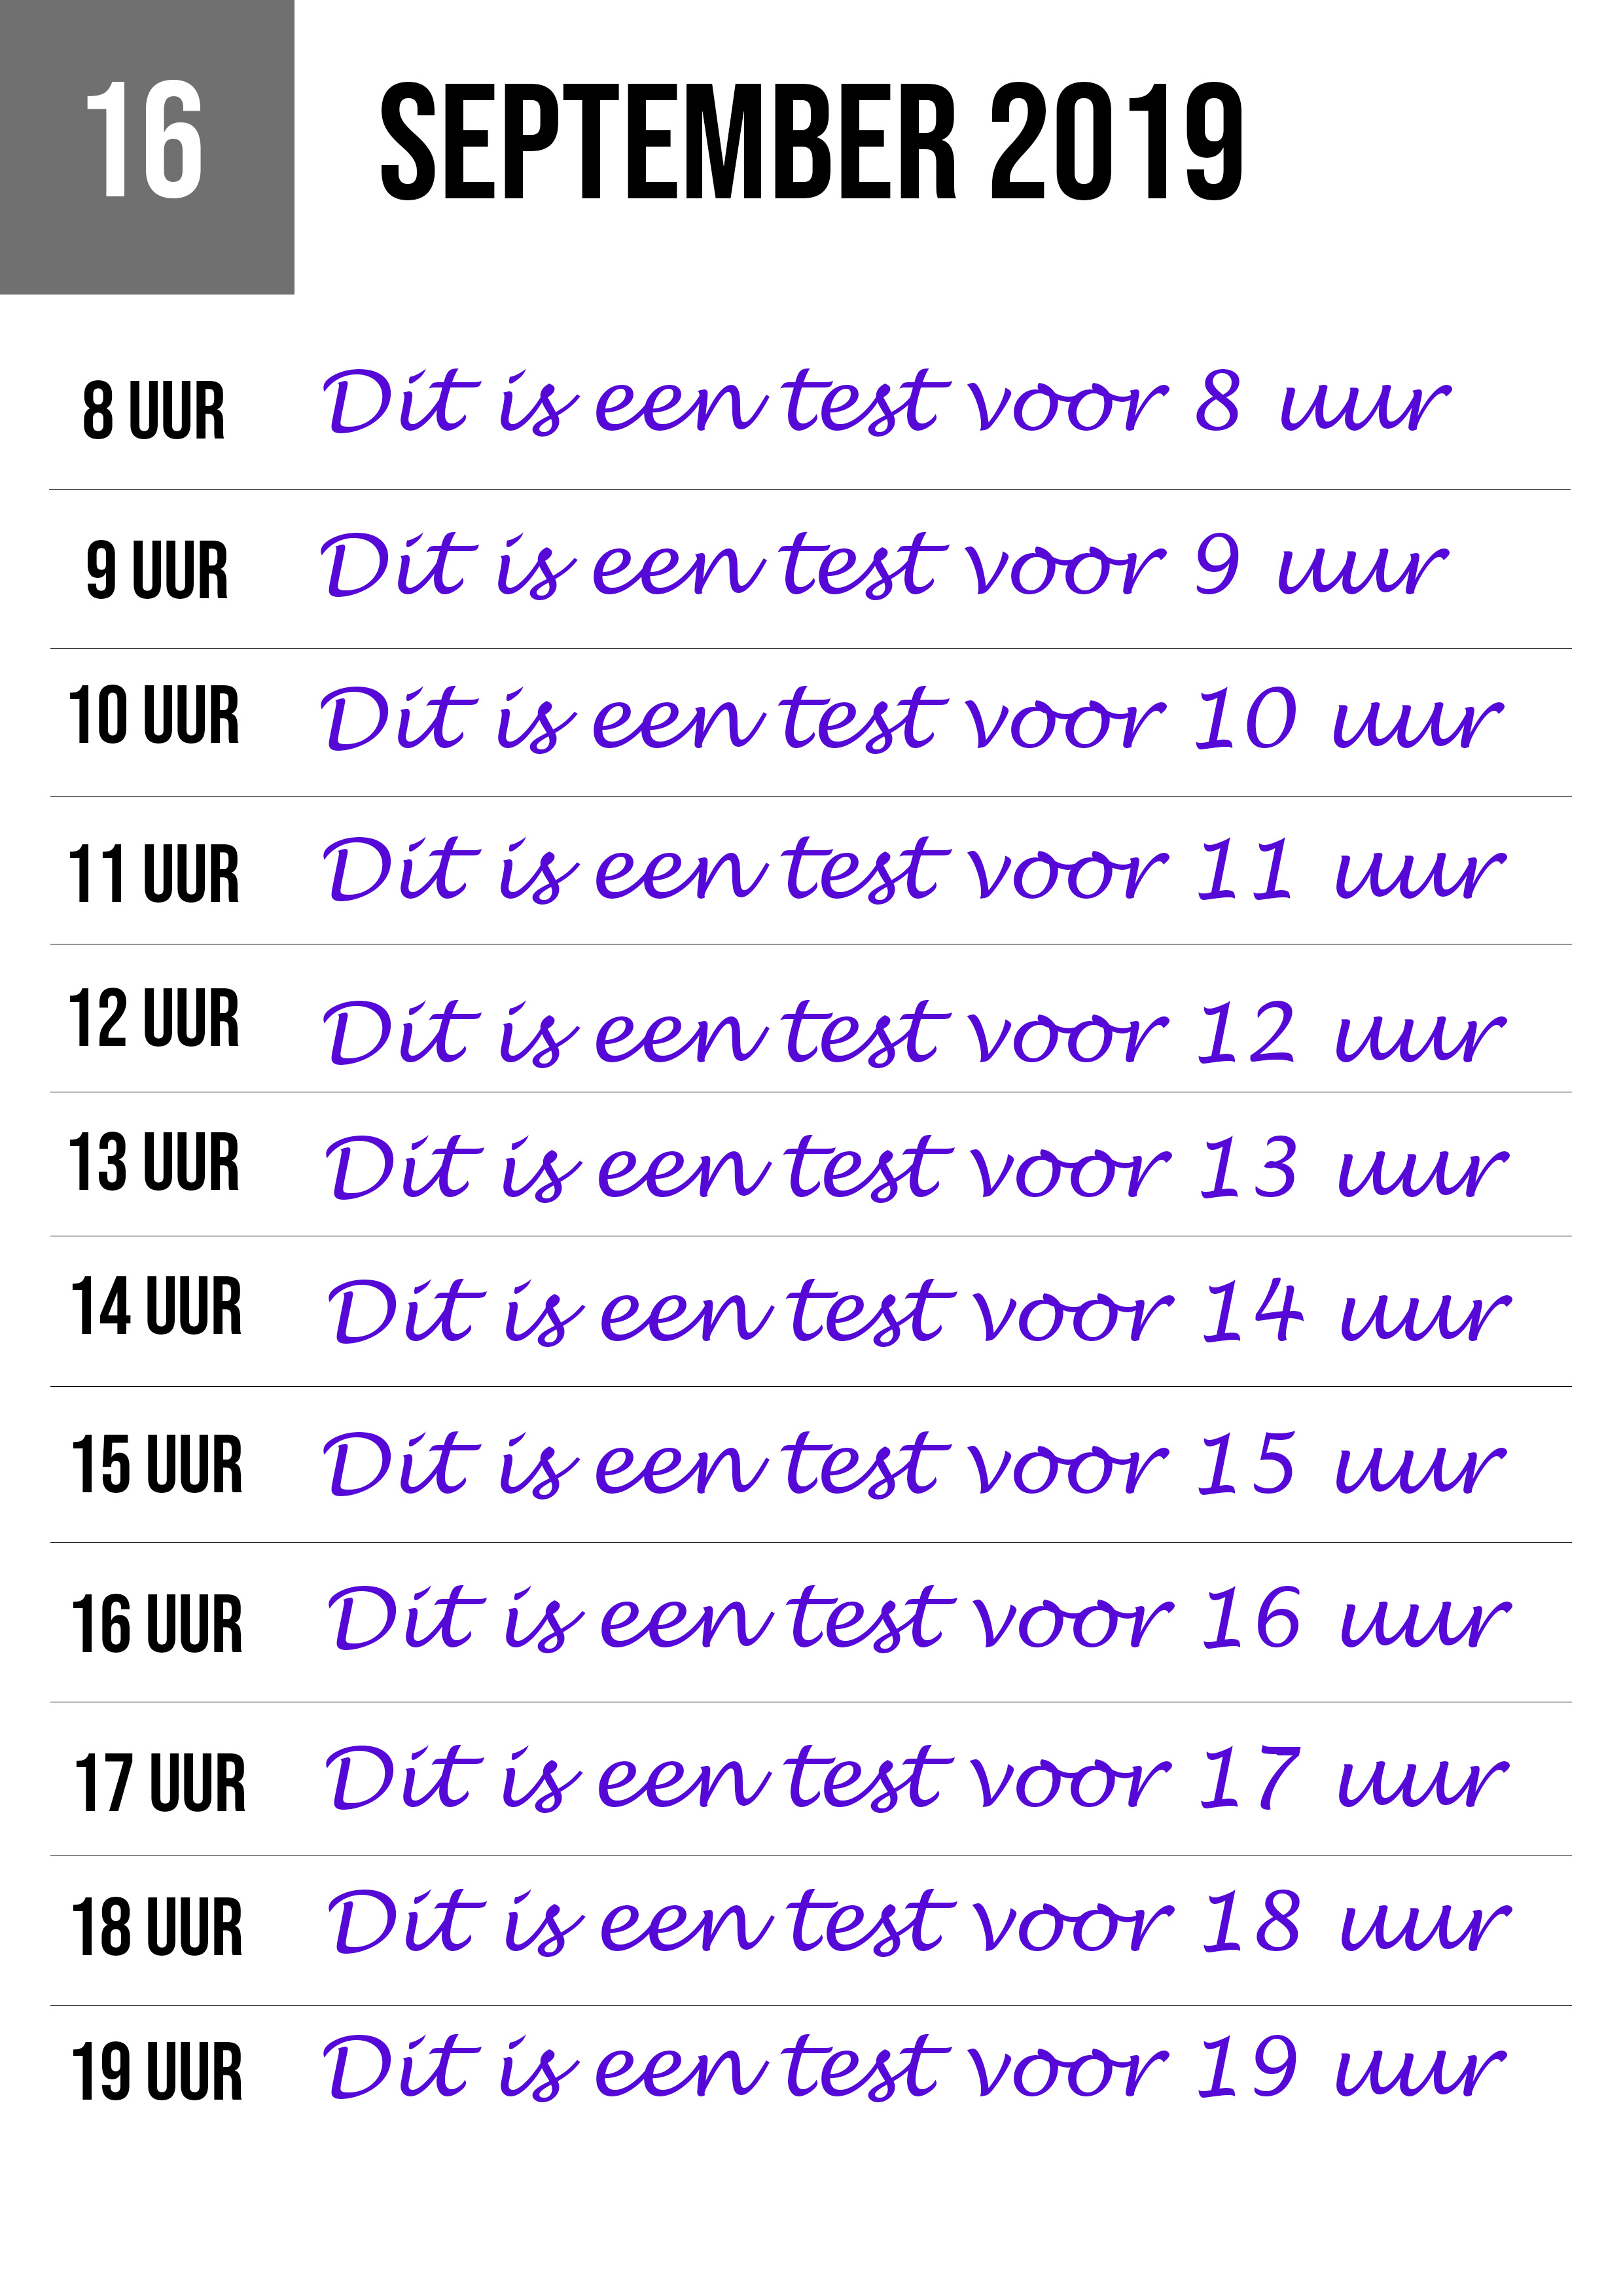 16 SEPTEMBER 2019
8 UUR Dit is een test voor 8 uur
9 UUR Dit is een test voor 9 uur
10 UUR Dit is een test voor 10 uur
11 UUR Dit is een test voor 11 uur
12 UUR Dit is een test voor 12 uur
13 UUR Dit is een test voor 13 uur
14 UUR Dit is een test voor 14 uur
15 UUR Dit is een test voor 15 uur
16 UUR Dit is een test voor 16 uur
17 UUR Dit is een test voor 17 uur
18 UUR Dit is een test voor 18 uur
19 UUR Dit is een test voor 19 uur